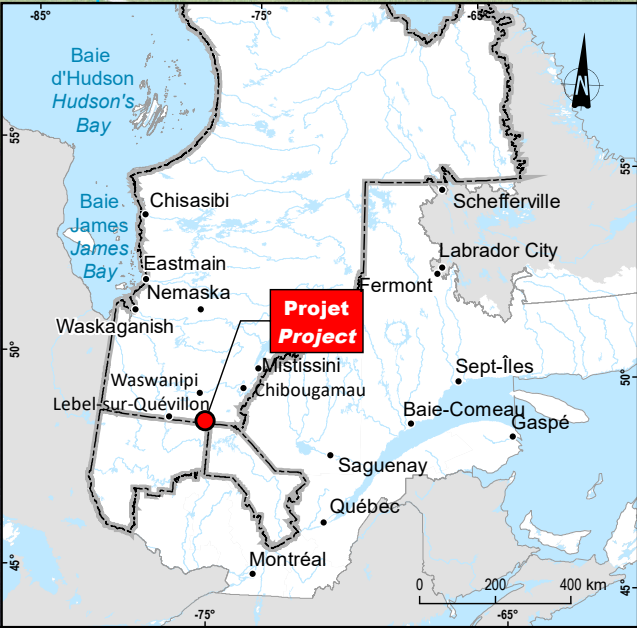 -85°
-75°
-65°
Baie
d'Hudson
Hudson's
Bay
N
55°
55°
Chisasibi
Schefferville
Baie
James
James
Bay
Labrador City
Eastmain
Fermont
Nemaska
Projet
Project
Waskaganish
50°
50°
Mistissini
Sept-Îles
Waswanipi
Chibougamau
Lebel-sur-Quévillon
Baie-Comeau
Gaspé
Saguenay
Québec
Montréal
45°
45°
0 200 400 km
-75°
-65°